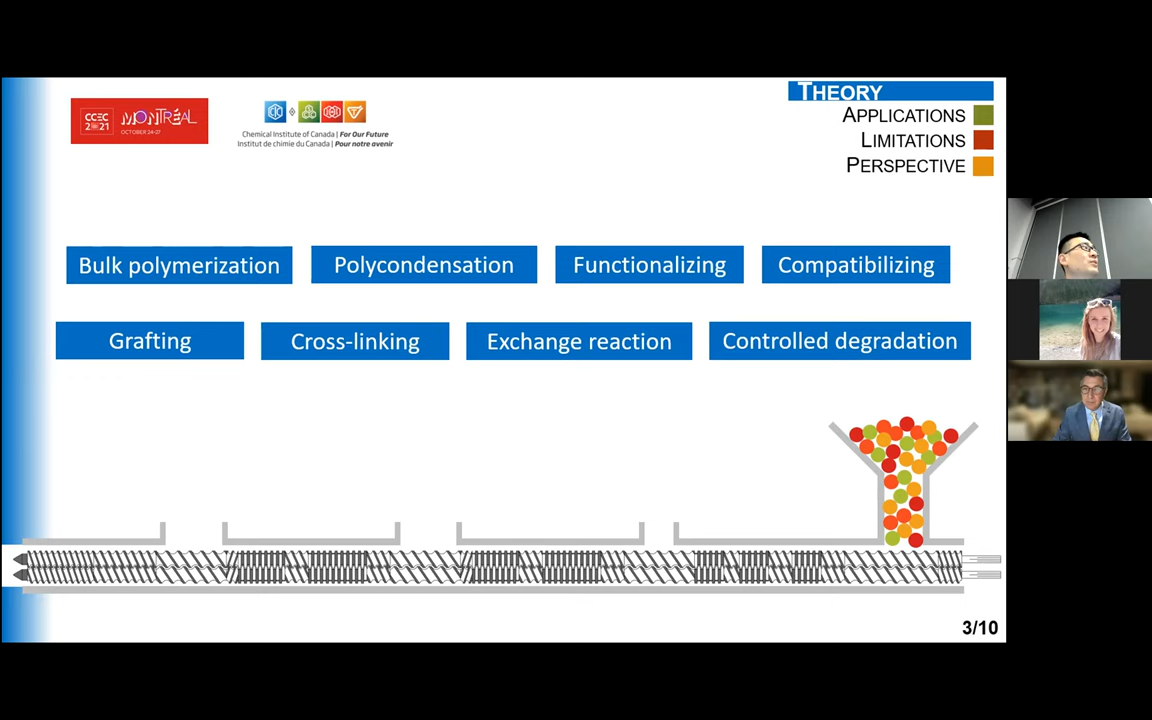 CCEC
2021
MONTRÉAL
OCTOBER 24-27
Chemical Institute of Canada | For Our Future
Institut de chimie du Canada | Pour notre avenir
THEORY
APPLICATIONS
LIMITATIONS
PERSPECTIVE
Bulk polymerization
Polycondensation
Functionalizing
Compatibilizing
Grafting
Cross-linking
Exchange reaction
Controlled degradation
3/10